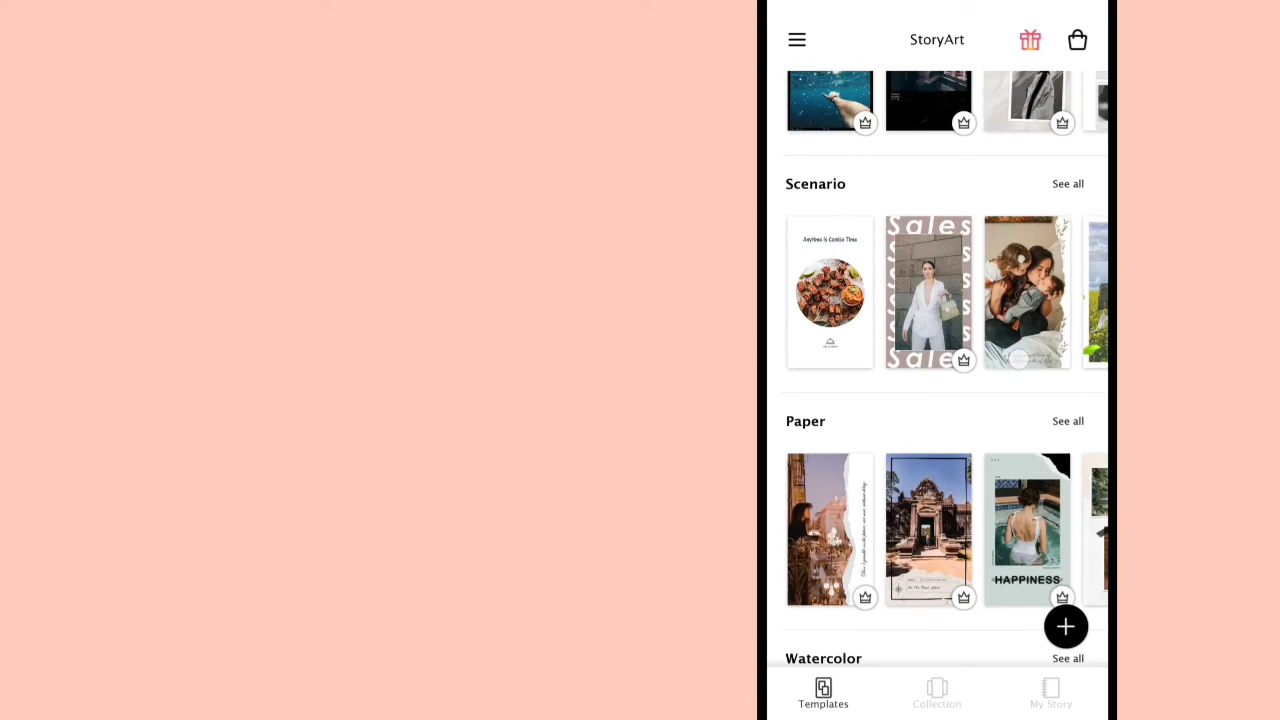 StoryArt
Scenario
See all
Anytime Is Cookie Time
Sales
Sales
Paper
See all
HAPPINESS
Watercolor
See all
Templates
Collection
My Story